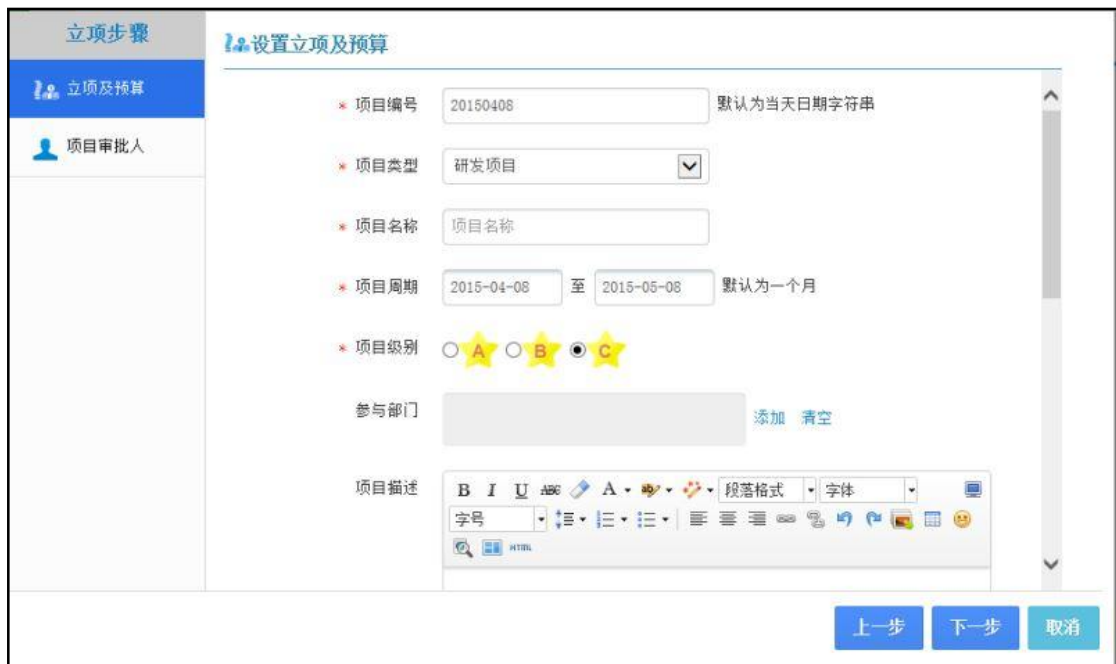 立项步骤
设置立项及预算
立项及预算
项目审批人
* 项目编号 20150408 默认为当天日期字符串
* 项目类型 研发项目
* 项目名称 项目名称
* 项目周期 2015-04-08 至 2015-05-08 默认为一个月
* 项目级别 A B C
参与部门 添加 清空
项目描述 B I U ABC A ab 段落格式 字体
字号
HTML
上一步 下一步 取消